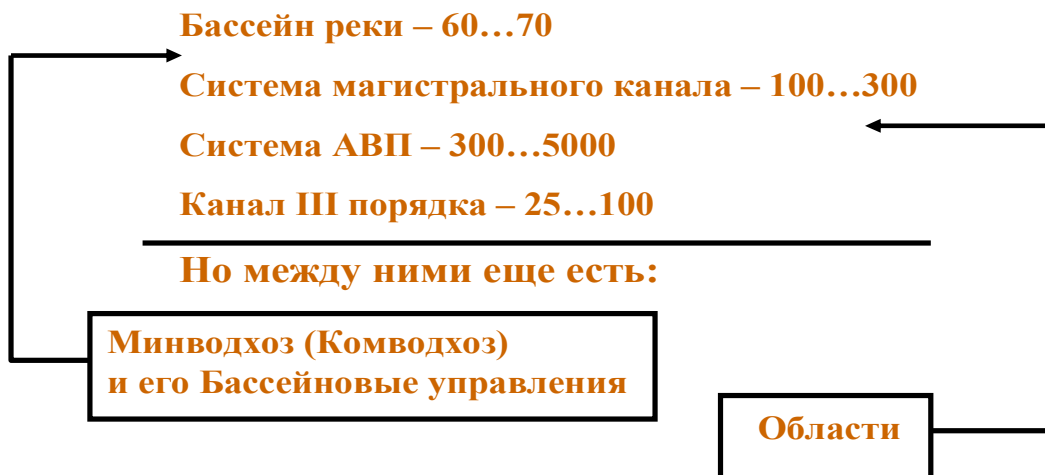 Бассейн реки – 60…70
Система магистрального канала – 100…300
Система АВП – 300…5000
Канал III порядка – 25…100
Но между ними еще есть:
Минводхоз (Комводхоз)
и его Бассейновые управления
Области